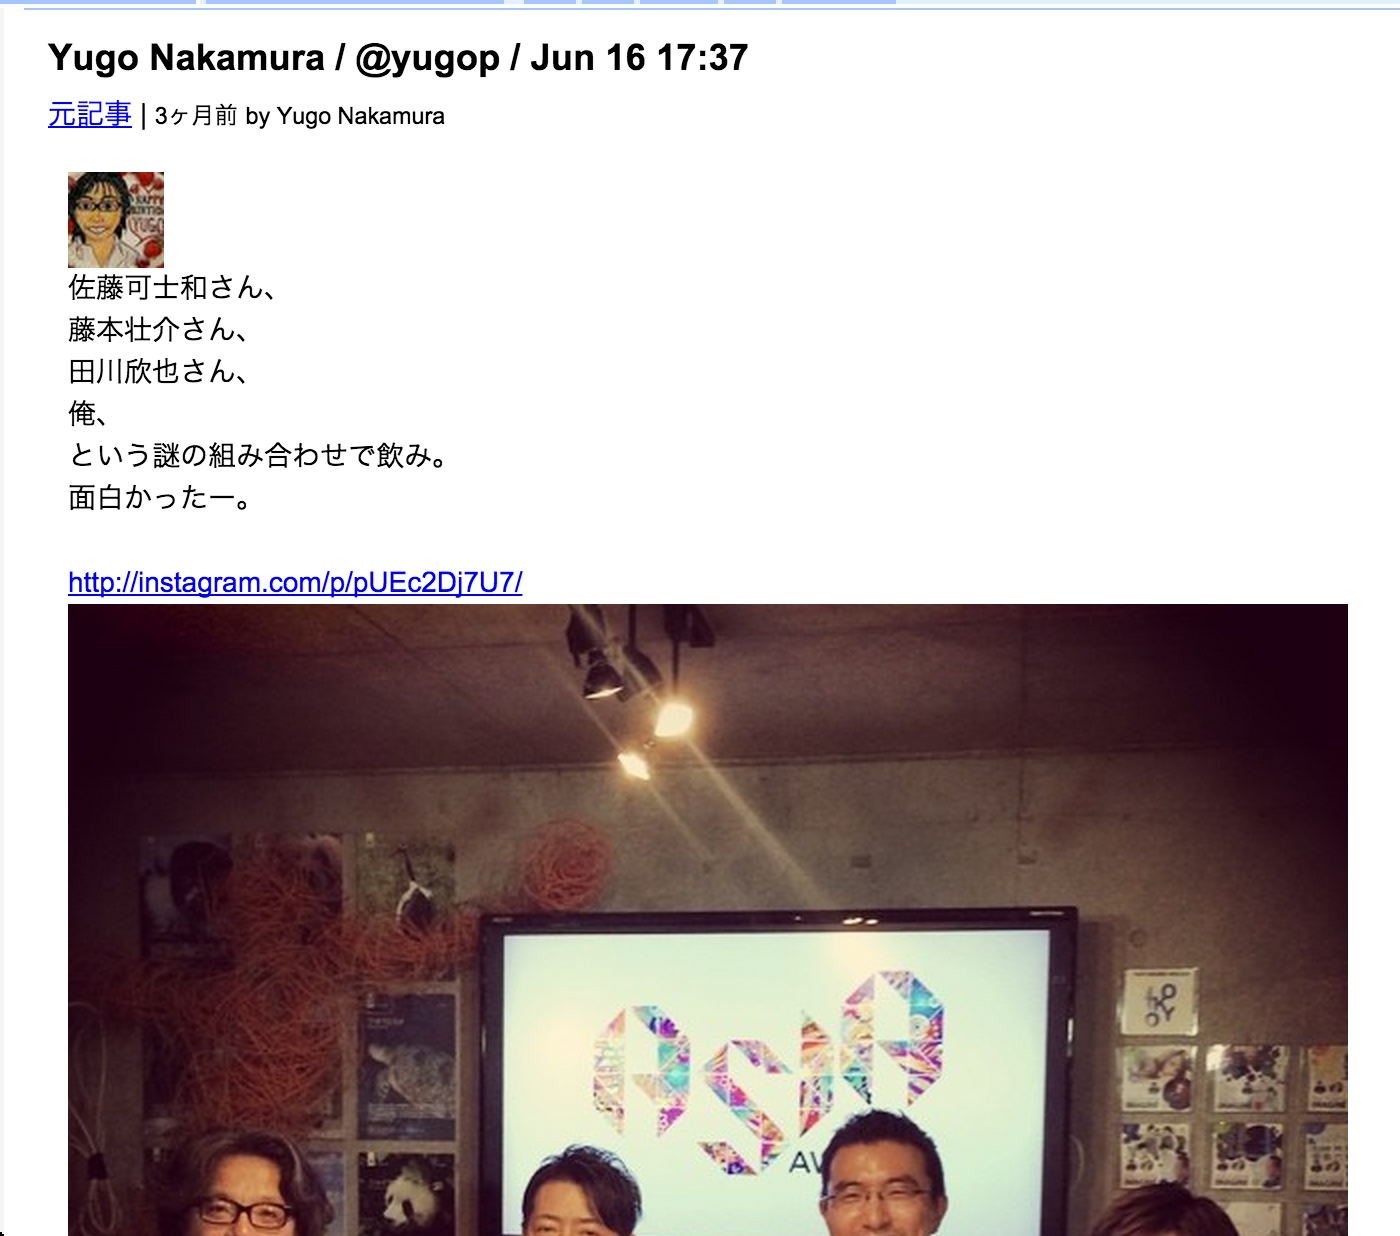 Yugo Nakamura / @yugop / Jun 16 17:37
元記事 | 3ヶ月前 by Yugo Nakamura
HAPPY
YUGO
佐藤可士和さん、
藤本壮介さん、
田川欣也さん、
俺、
という謎の組み合わせで飲み。
面白かったー。
http://instagram.com/p/pUEc2Dj7U7/
ASIA